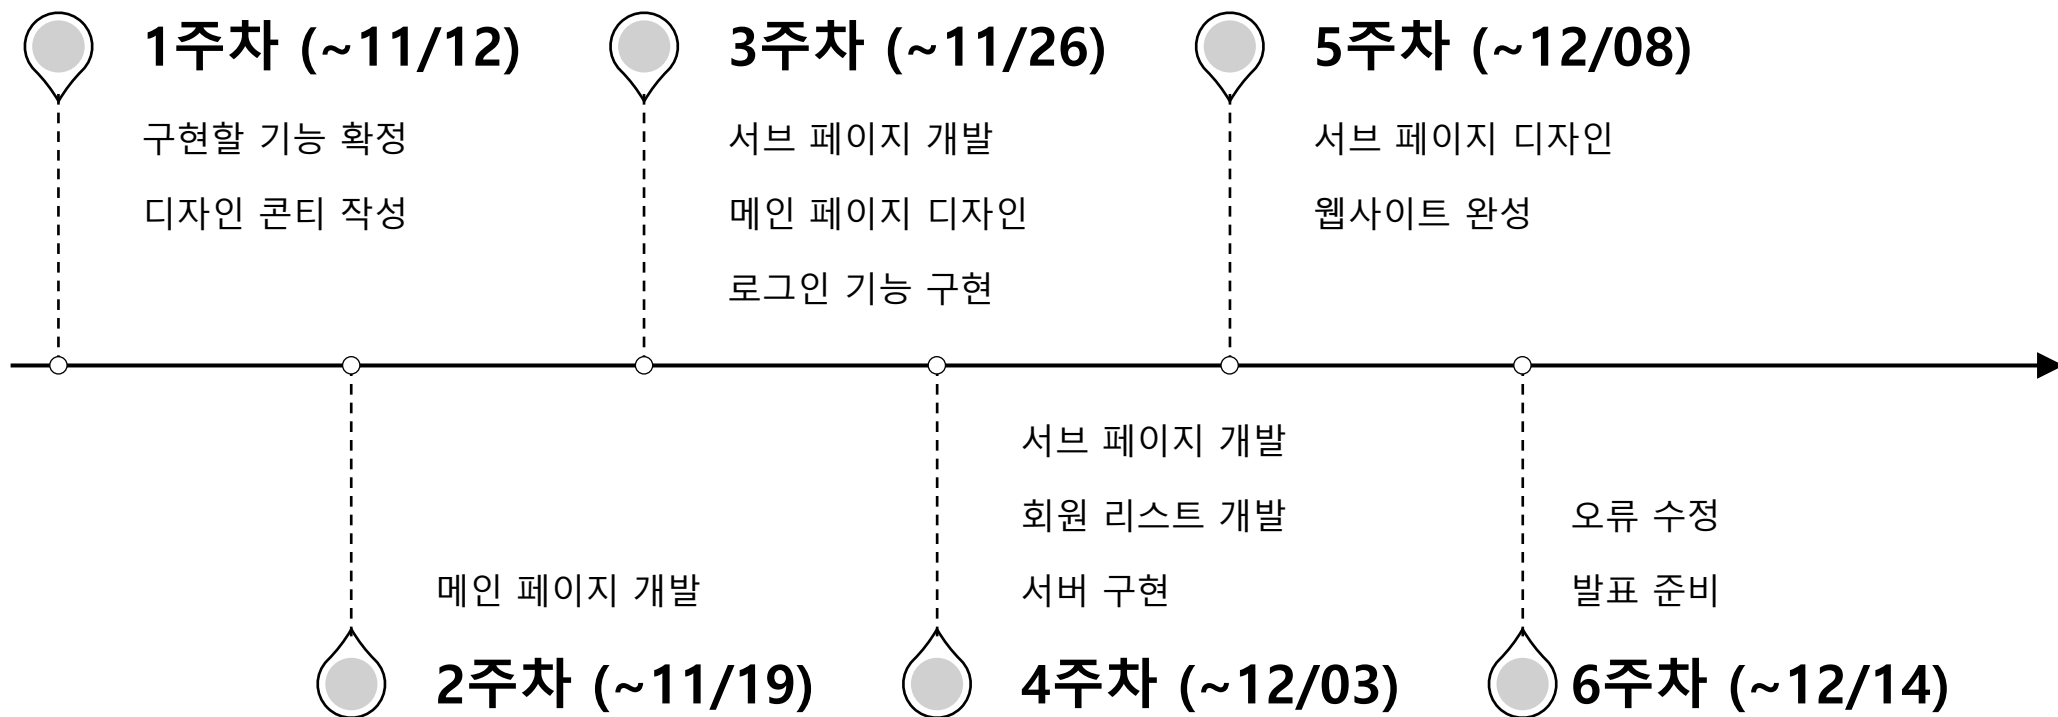 1주차 (~11/12)
구현할 기능 확정
디자인 콘티 작성
3주차 (~11/26)
서브 페이지 개발
메인 페이지 디자인
로그인 기능 구현
5주차 (~12/08)
서브 페이지 디자인
웹사이트 완성
메인 페이지 개발
2주차 (~11/19)
서브 페이지 개발
회원 리스트 개발
서버 구현
4주차 (~12/03)
오류 수정
발표 준비
6주차 (~12/14)